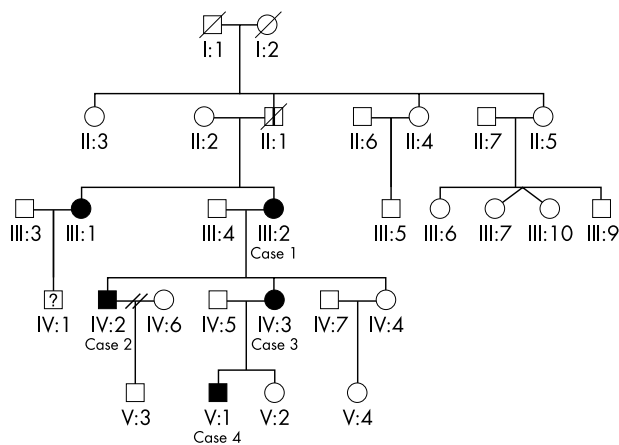 I:1 I:2
II:3 II:2 II:1 II:6 II:4 II:7 II:5
III:3 III:1 III:4 III:2 III:5 III:6 III:7 III:10 III:9
Case 1
?
IV:1 IV:2 IV:6 IV:5 IV:3 IV:7 IV:4
Case 2 Case 3
V:3 V:1 V:2 V:4
Case 4